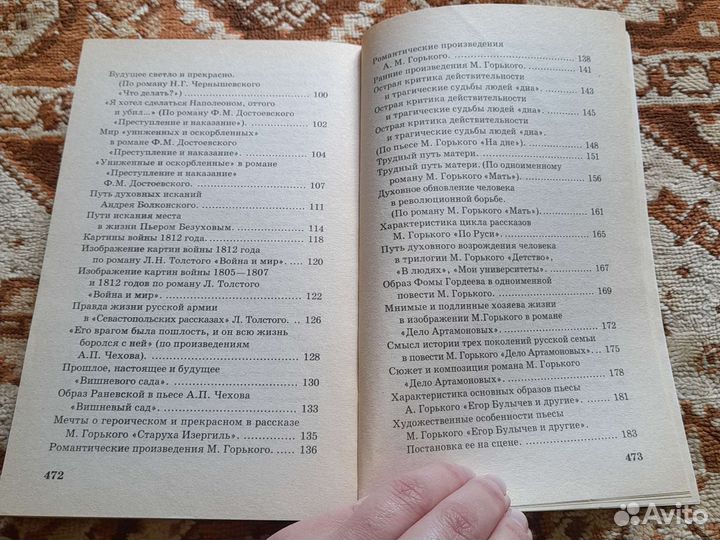 Будущее светло и прекрасно.
(По роману Н.Г. Чернышевского
«Что делать?») 100
«Я хотел сделаться Наполеоном, оттого
и убил...» (По роману Ф.М. Достоевского
«Преступление и наказание»). 102
Мир «униженных и оскорбленных»
в романе Ф.М. Достоевского
«Преступление и наказание». 104
«Униженные и оскорбленные» в романе
«Преступление и наказание»
Ф.М. Достоевского. 107
Путь духовных исканий
Андрея Болконского. 111
Пути искания места
в жизни Пьером Безуховым. 114
Картины войны 1812 года. 118
Изображение картин войны 1812 года
по роману Л.Н. Толстого «Война и мир». 120
Изображение картин войны 1805—1807
и 1812 годов по роману Л. Толстого
«Война и мир». 122
Правда жизни русской армии
в «Севастопольских рассказах» Л. Толстого. 126
«Его врагом была пошлость, и он всю жизнь
боролся с ней» (по произведениям
А.П. Чехова). 128
Прошлое, настоящее и будущее
«Вишневого сада». 130
Образ Раневской в пьесе А.П. Чехова
«Вишневый сад». 133
Мечты о героическом и прекрасном в рассказе
М. Горького «Старуха Изергиль». 135
Романтические произведения М. Горького. 136
472
Романтические произведения
А. М. Горького. 138
Ранние произведения М. Горького. 141
Острая критика действительности
и трагические судьбы людей «дна». 143
Острая критика действительности
и трагические судьбы людей «дна». 145
Острая критика действительности
и трагические судьбы людей «дна».
(По пьесе М. Горького «На дне») 148
Трудный путь матери. 151
Трудный путь матери. (По одноименному
роману М. Горького «Мать»). 156
Духовное обновление человека
в революционной борьбе.
(По роману М. Горького «Мать»). 161
Характеристика цикла рассказов
М. Горького «По Руси». 165
Путь духовного возрождения человека
в трилогии М. Горького «Детство»,
«В людях», «Мои университеты». 167
Образ Фомы Гордеева в одноименной
повести М. Горького. 169
Мнимые и подлинные хозяева жизни
в изображении М. Горького в романе
«Дело Артамоновых». 172
Смысл истории трех поколений русской семьи
в повести М. Горького «Дело Артамоновых». 175
Сюжет и композиция романа М. Горького
«Дело Артамоновых». 178
Характеристика основных образов пьесы
А. Горького «Егор Булычев и другие». 181
Художественные особенности пьесы
М. Горького «Егор Булычев и другие».
Постановка ее на сцене. 183
473
Avito